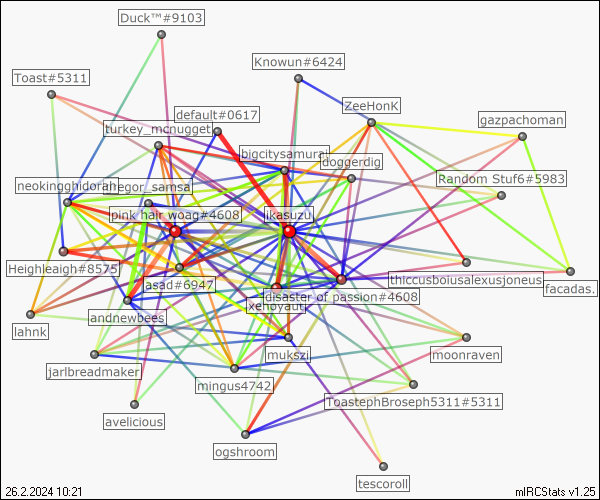 Duck™#9103
Knowun#6424
Toast#5311
ZeeHonK
default#0617
gazpachoman
turkey_mcnugget
bigcitysamurai
doggerdig
Random Stuf6#5983
neokingghidorah
gregor_samsa
pink hair woag#4608
likasuzu
Heighleaigh#8575
asad#6947
thiccusboiusalexusjoneus
facadas.
disaster of passion#4608
xenoyautj
andnewbees
lahnk
mukszi
moonraven
jarlbreadmaker
mingus4742
ToastephBroseph5311#5311
avelicious
ogshroom
tescoroll
26.2.2024 10:21
mIRCStats v1.25